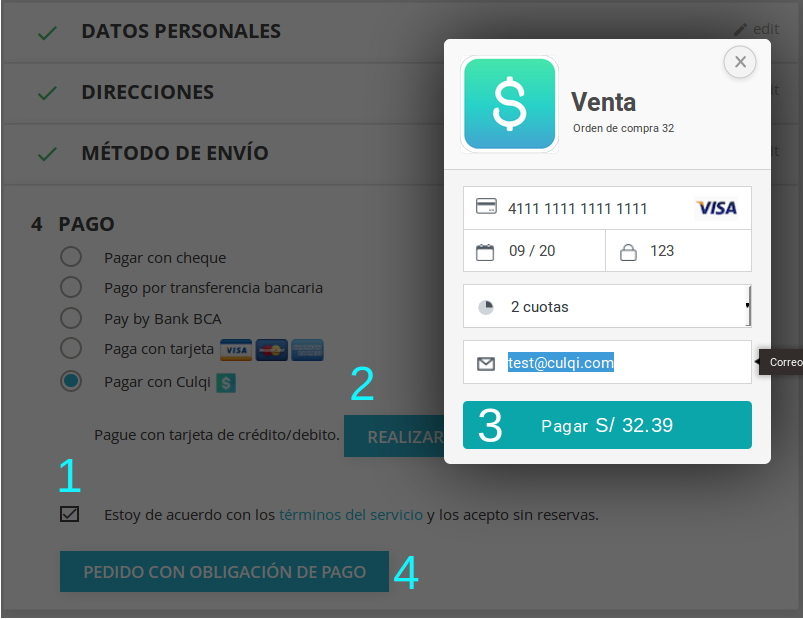 DATOS PERSONALES
edit
DIRECCIONES
MÉTODO DE ENVÍO
4 PAGO
Pagar con cheque
Pago por transferencia bancaria
Pay by Bank BCA
Paga con tarjeta VISA
Pagar con Culqi $
2
Pague con tarjeta de crédito/debito. REALIZAR
1
Estoy de acuerdo con los términos del servicio y los acepto sin reservas.
PEDIDO CON OBLIGACIÓN DE PAGO 4
$
Venta
Orden de compra 32
4111 1111 1111 1111 VISA
09 / 20 123
2 cuotas
test@culqi.com
Correo
3 Pagar S/ 32.39